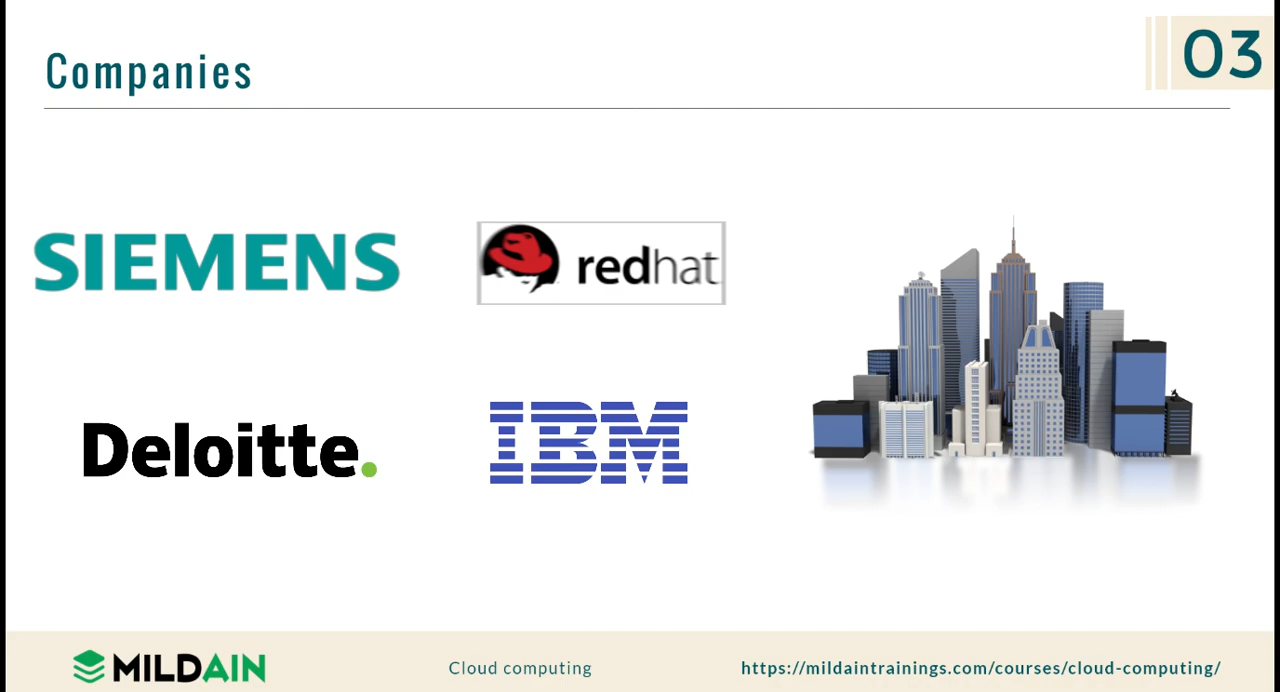 Companies
03
SIEMENS
redhat
Deloitte.
IBM
MILDAIN
Cloud computing
https://mildaintrainings.com/courses/cloud-computing/